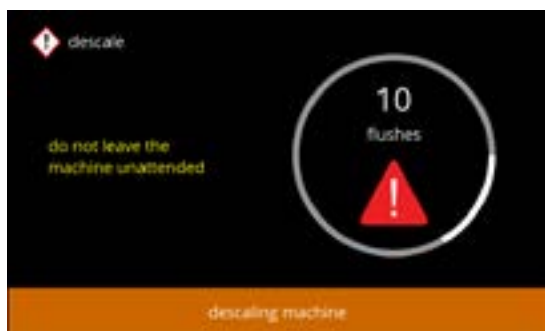 descale
10
flushes
do not leave the
machine unattended
descaling machine